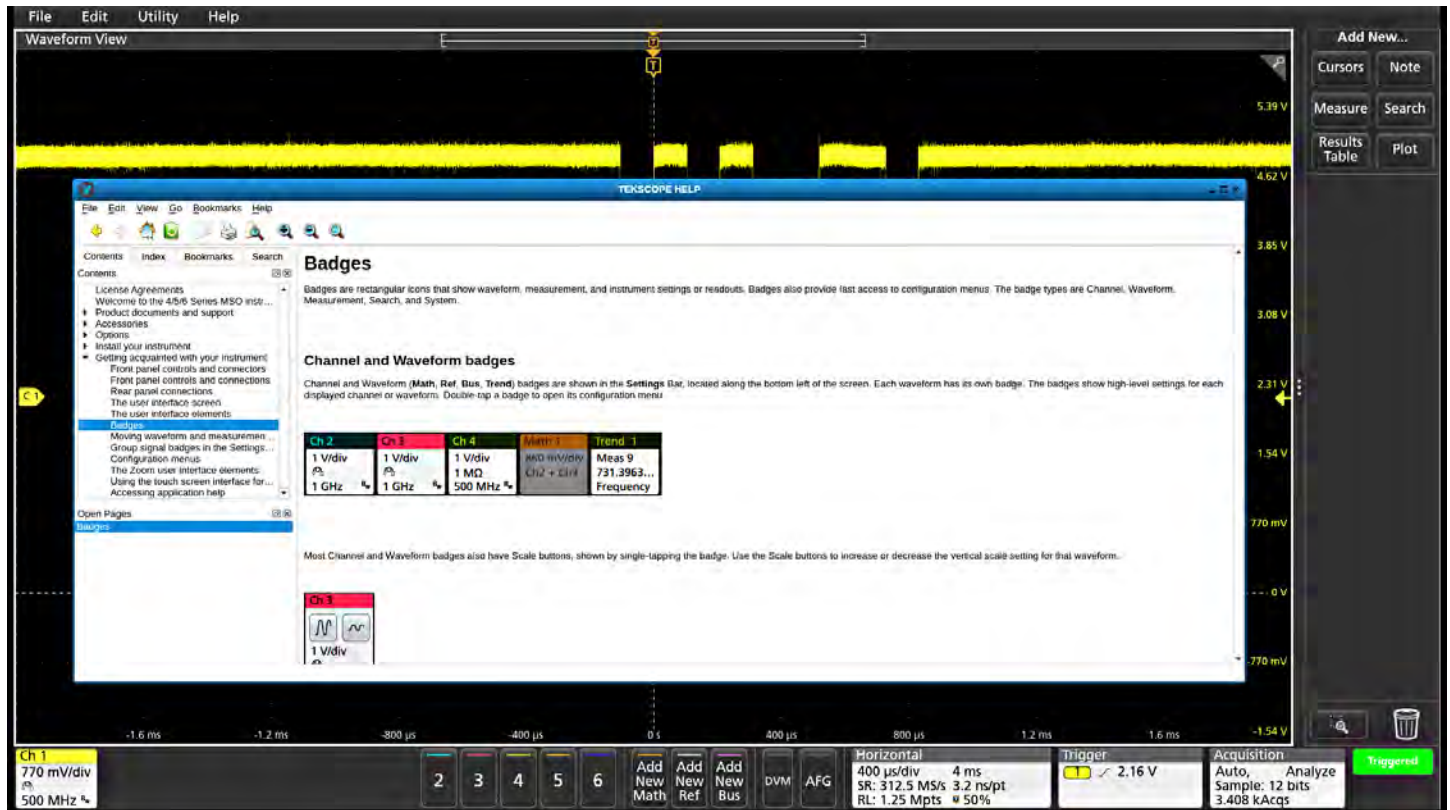 File Edit Utility Help
Waveform View
Add New...
Cursors Note
Measure Search
Results Table Plot
T
5.39 V
4.62 V
3.85 V
3.08 V
2.31 V
1.54 V
770 mV
0 V
-770 mV
-1.54 V
C 1
TEKSCOPE HELP
File Edit View Go Bookmarks Help
Contents Index Bookmarks Search
Contents
License Agreements
Welcome to the 4/5/6 Series MSO instr...
Product documents and support
Accessories
Options
Install your instrument
Getting acquainted with your instrument
Front panel controls and connectors
Front panel controls and connections
Rear panel connections
The user interface screen
The user interface elements
Badges
Moving waveform and measuremen...
Group signal badges in the Settings...
Configuration menus
The Zoom user interface elements
Using the touch screen interface for...
Accessing application help
Open Pages
Badges
Badges
Badges are rectangular icons that show waveform, measurement, and instrument settings or readouts. Badges also provide fast access to configuration menus. The badge types are Channel, Waveform,
Measurement, Search, and System.
Channel and Waveform badges
Channel and Waveform (Math, Ref, Bus, Trend) badges are shown in the Settings Bar, located along the bottom left of the screen. Each waveform has its own badge. The badges show high-level settings for each
displayed channel or waveform. Double-tap a badge to open its configuration menu
Ch 2 Ch 3 Ch 4 Math 1 Trend 1
1 V/div 1 V/div 1 V/div 860 mV/div Meas 9
1 MΩ Ch2 + Ch4 731.3963...
1 GHz 1 GHz 500 MHz Frequency
Most Channel and Waveform badges also have Scale buttons, shown by single-tapping the badge. Use the Scale buttons to increase or decrease the vertical scale setting for that waveform.
Ch 3
1 V/div
-1.6 ms -1.2 ms -800 µs -400 µs 0 s 400 µs 800 µs 1.2 ms 1.6 ms
Ch 1
770 mV/div
500 MHz
2 3 4 5 6
Add New Math
Add New Ref
Add New Bus
DVM AFG
Horizontal
400 µs/div 4 ms
SR: 312.5 MS/s 3.2 ns/pt
RL: 1.25 Mpts 50%
Trigger
1 2.16 V
Acquisition
Auto, Analyze
Sample: 12 bits
3.408 kAcqs
Triggered